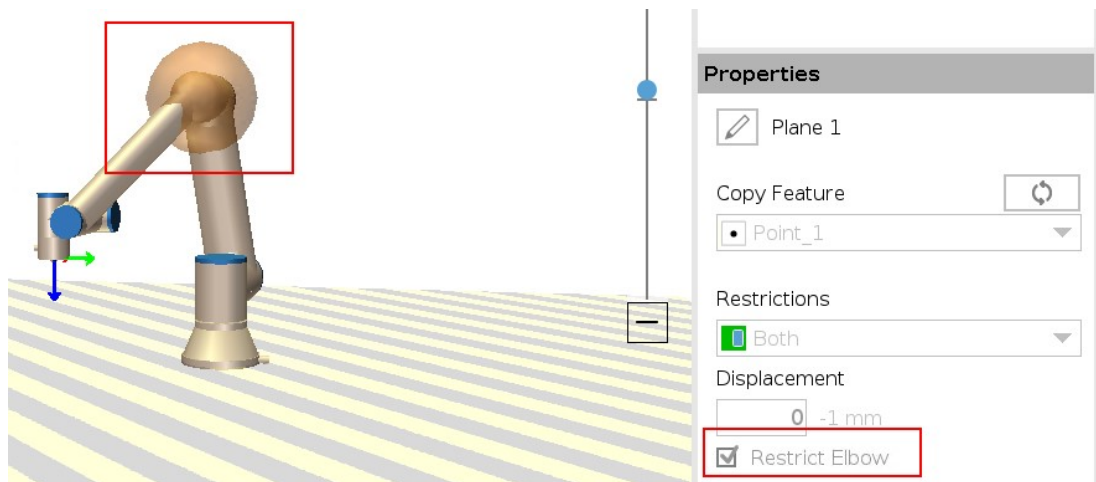 Properties
Plane 1
Copy Feature
Point_1
Restrictions
Both
Displacement
0 -1 mm
Restrict Elbow